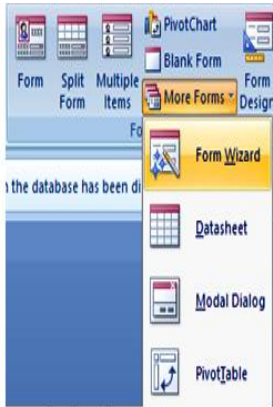 PivotChart
Blank Form
Form
Split Form
Multiple Items
More Forms
Form Design
Fo
n the database has been di
Form Wizard
Datasheet
Modal Dialog
PivotTable